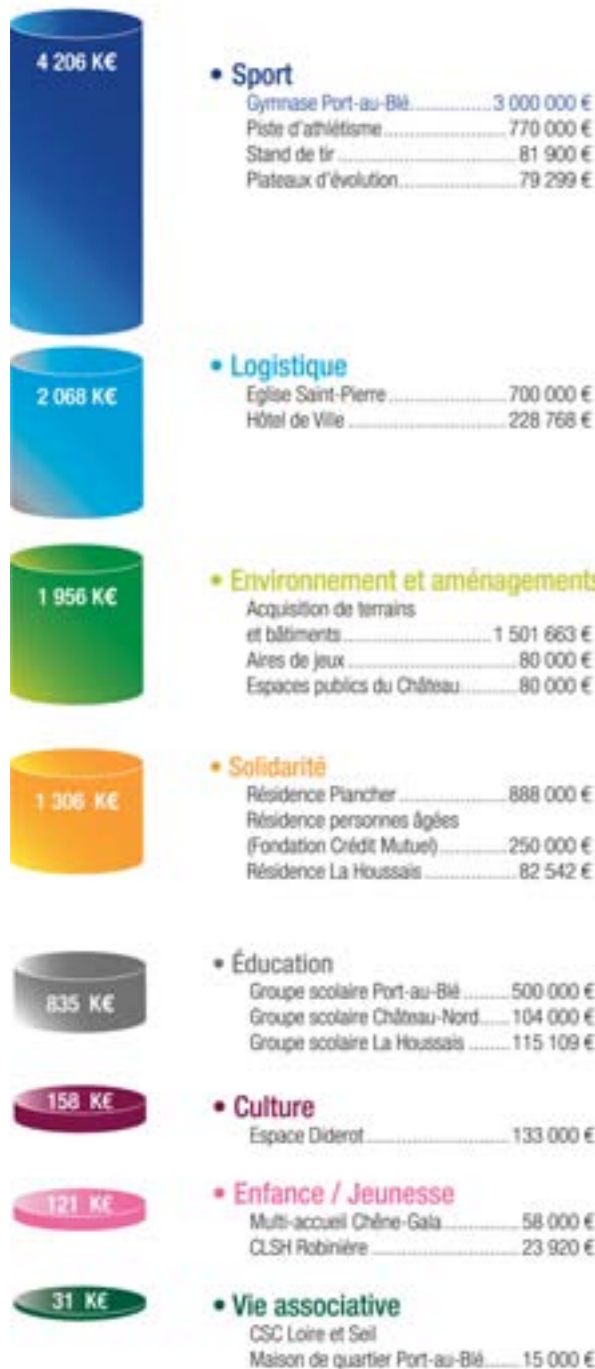 4 206 K€
• Sport
Gymnase Port-au-Blé................3 000 000 €
Piste d'athlétisme.........................770 000 €
Stand de tir.....................................81 900 €
Plateaux d'évolution........................79 299 €
2 068 K€
• Logistique
Eglise Saint-Pierre........................700 000 €
Hôtel de Ville................................228 768 €
1 956 K€
• Environnement et aménagements
Acquisition de terrains
et bâtiments..............................1 501 663 €
Aires de jeux..................................80 000 €
Espaces publics du Château............80 000 €
1 306 K€
• Solidarité
Résidence Plancher......................888 000 €
Résidence personnes âgées
(Fondation Crédit Mutuel)..............250 000 €
Résidence La Houssais...................82 542 €
835 K€
• Éducation
Groupe scolaire Port-au-Blé.........500 000 €
Groupe scolaire Château-Nord......104 000 €
Groupe scolaire La Houssais........115 109 €
158 K€
• Culture
Espace Diderot............................133 000 €
121 K€
• Enfance / Jeunesse
Multi-accueil Chêne-Gala...............58 000 €
CLSH Robinière..............................23 920 €
31 K€
• Vie associative
CSC Loire et Seil
Maison de quartier Port-au-Blé.......15 000 €